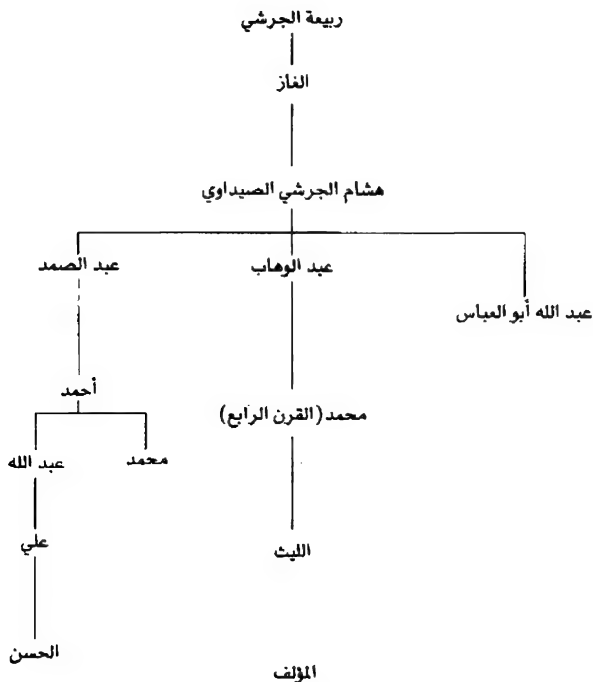 ربيعة الجرشي
الغاز
هشام الجرشي الصيداوي
عبد الله أبو العباس
عبد الوهاب
عبد الصمد
أحمد
محمد (القرن الرابع)
محمد
عبد الله
الليث
علي
الحسن
المؤلف